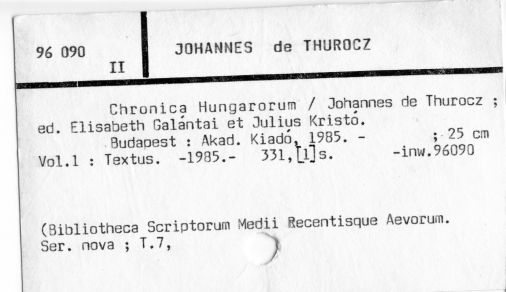 96 090
II
JOHANNES de THUROCZ
Chronica Hungarorum / Johannes de Thurocz ;
ed. Elisabeth Galántai et Julius Kristó.
Budapest : Akad. Kiadó, 1985. - ; 25 cm
Vol.1 : Textus. -1985.- 331,[1]s. -inw.96090
(Bibliotheca Scriptorum Medii Recentisque Aevorum.
Ser. nova ; T.7,